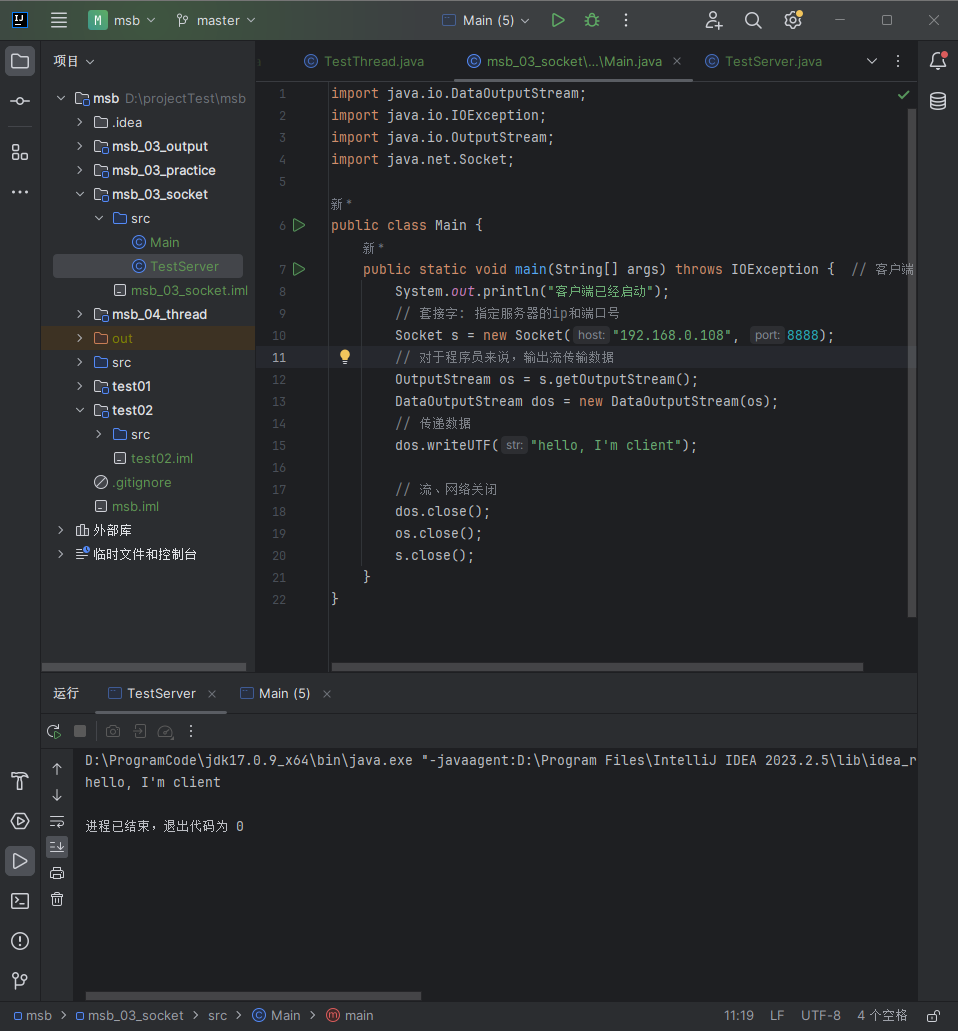 M msb master Main (5)
项目
TestThread.java msb_03_socket\...\Main.java TestServer.java
msb D:\projectTest\msb
.idea
msb_03_output
msb_03_practice
msb_03_socket
src
Main
TestServer
msb_03_socket.iml
msb_04_thread
out
src
test01
test02
src
test02.iml
.gitignore
msb.iml
外部库
临时文件和控制台
1 import java.io.DataOutputStream;
2 import java.io.IOException;
3 import java.io.OutputStream;
4 import java.net.Socket;
5
新 *
6 public class Main {
新 *
7 public static void main(String[] args) throws IOException { // 客户端
8 System.out.println("客户端已经启动");
9 // 套接字: 指定服务器的ip和端口号
10 Socket s = new Socket( host: "192.168.0.108", port: 8888);
11 // 对于程序员来说，输出流传输数据
12 OutputStream os = s.getOutputStream();
13 DataOutputStream dos = new DataOutputStream(os);
14 // 传递数据
15 dos.writeUTF( str: "hello, I'm client");
16
17 // 流、网络关闭
18 dos.close();
19 os.close();
20 s.close();
21 }
22 }
运行 TestServer Main (5)
D:\ProgramCode\jdk17.0.9_x64\bin\java.exe "-javaagent:D:\Program Files\IntelliJ IDEA 2023.2.5\lib\idea_r
hello, I'm client
进程已结束，退出代码为 0
msb msb_03_socket src Main main 11:19 LF UTF-8 4 个空格